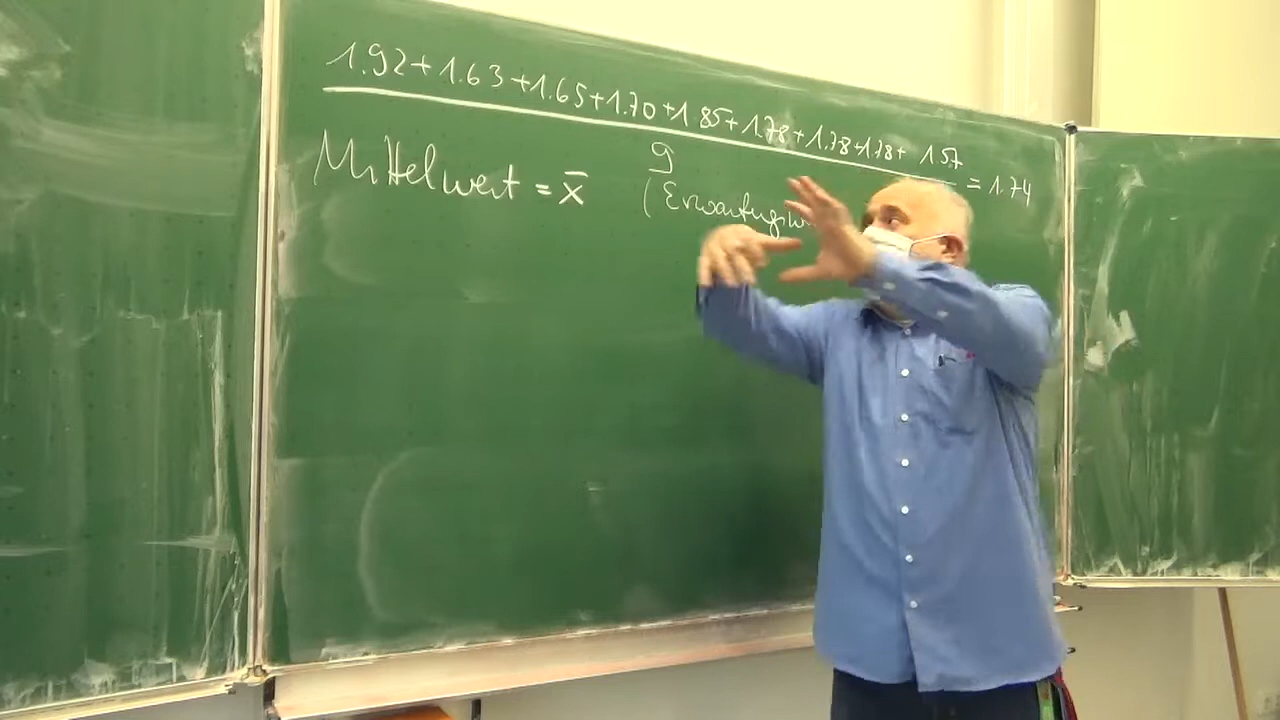 1.92+1.63+1.65+1.70+1.85+1.78+1.78+1.78+ 1.57
9
= 1.74
Mittelwert = x̄